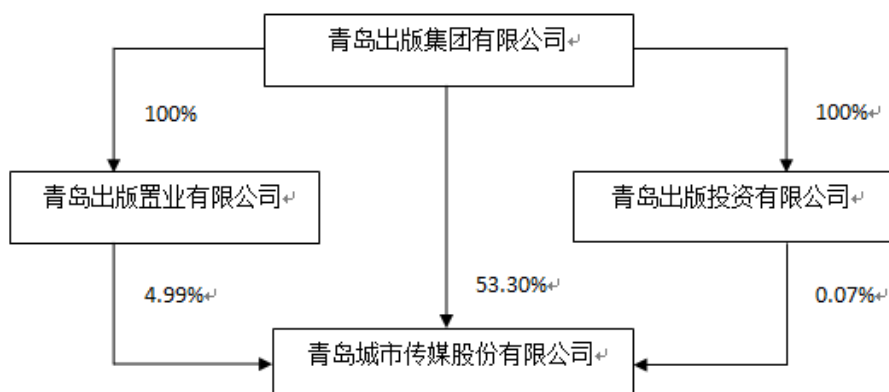 青岛出版集团有限公司
100%
100%
青岛出版置业有限公司
青岛出版投资有限公司
4.99%
53.30%
0.07%
青岛城市传媒股份有限公司